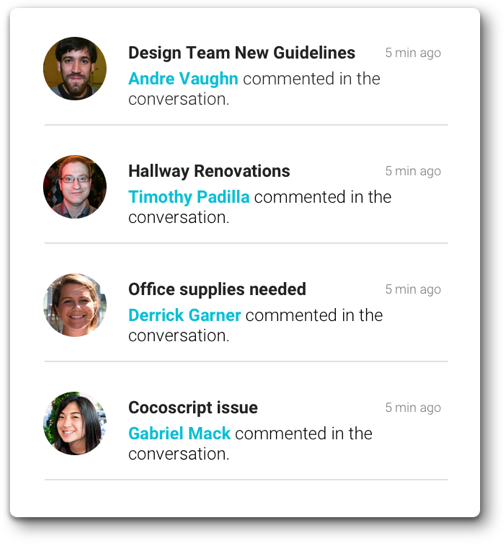 Design Team New Guidelines 5 min ago
Andre Vaughn commented in the
conversation.
Hallway Renovations 5 min ago
Timothy Padilla commented in the
conversation.
Office supplies needed 5 min ago
Derrick Garner commented in the
conversation.
Cocoscript issue 5 min ago
Gabriel Mack commented in the
conversation.